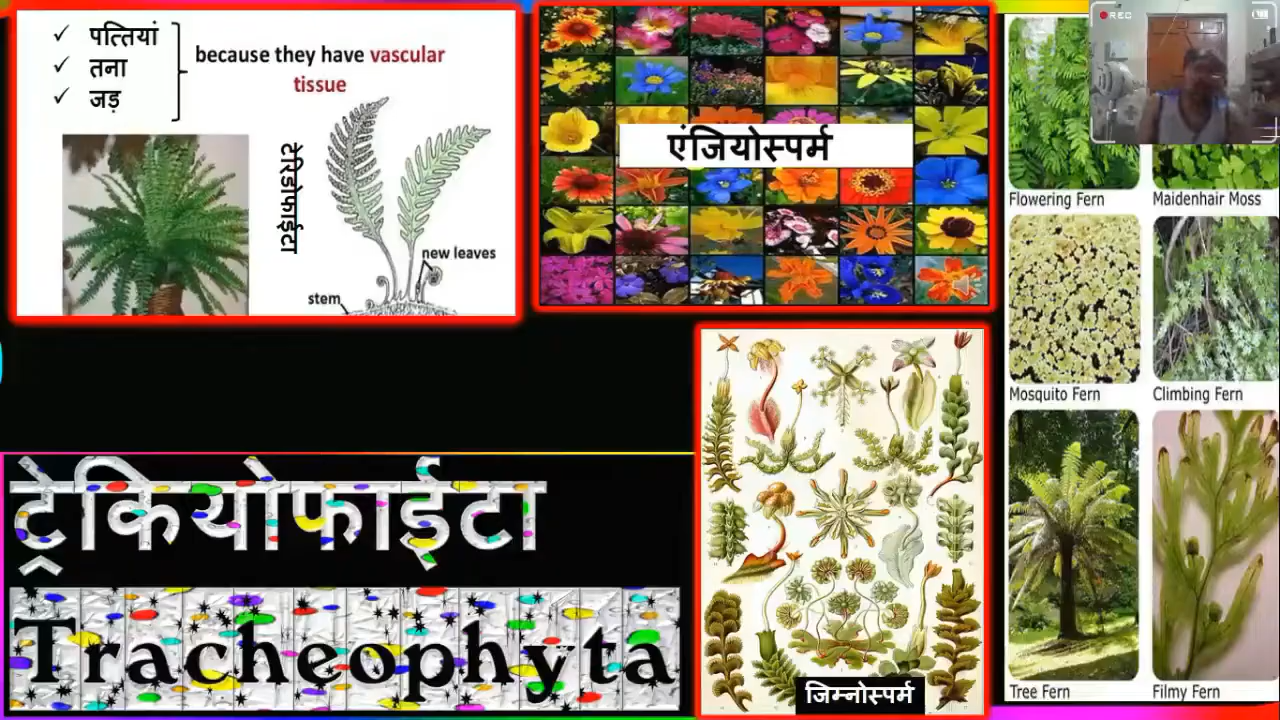 ✓ पत्तियां
✓ तना
✓ जड़
because they have vascular
tissue
टेरिडोफाईटा
new leaves
stem
एंजियोस्पर्म
REC
Flowering Fern
Maidenhair Moss
Mosquito Fern
Climbing Fern
Tree Fern
Filmy Fern
ट्रेकियोफाईटा
Tracheophyta
जिम्नोस्पर्म